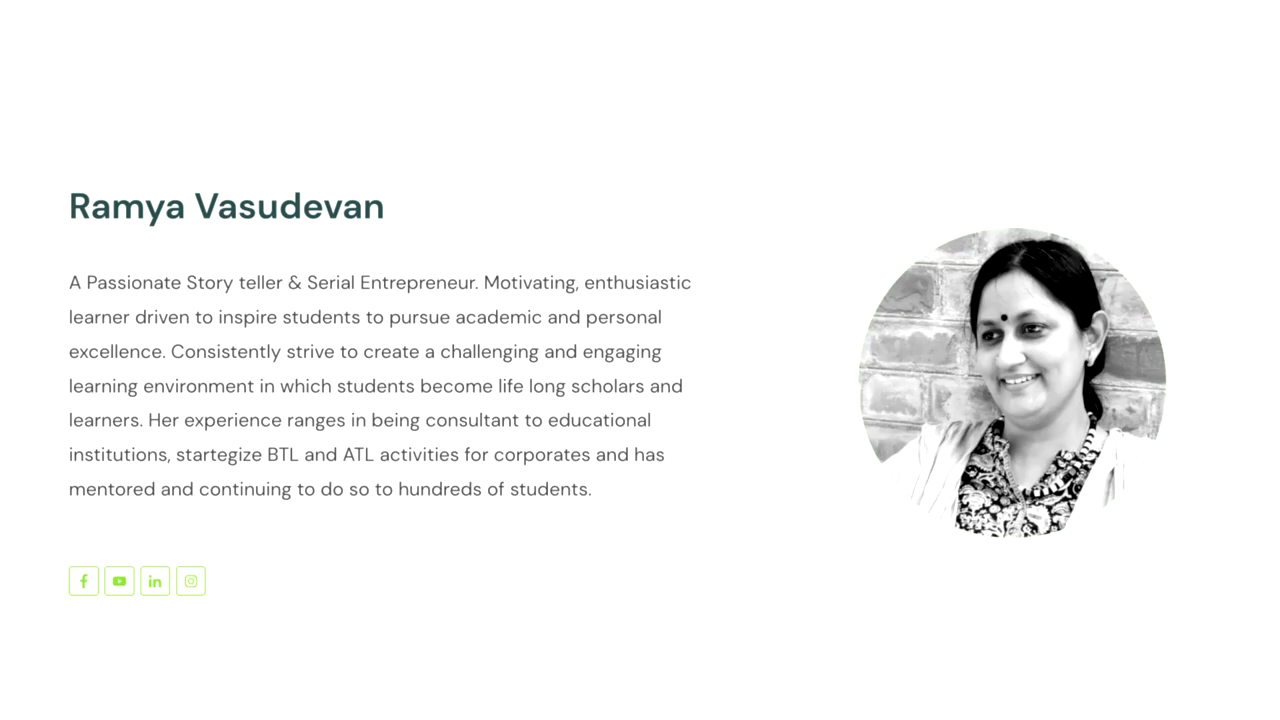 Ramya Vasudevan
A Passionate Story teller & Serial Entrepreneur. Motivating, enthusiastic
learner driven to inspire students to pursue academic and personal
excellence. Consistently strive to create a challenging and engaging
learning environment in which students become life long scholars and
learners. Her experience ranges in being consultant to educational
institutions, startegize BTL and ATL activities for corporates and has
mentored and continuing to do so to hundreds of students.